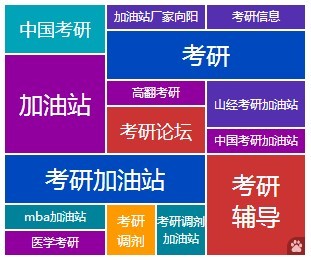 中国考研
加油站厂家向阳
考研信息
考研
加油站
高翻考研
山经考研加油站
考研论坛
中国考研加油站
考研加油站
考研
辅导
mba加油站
考研
调剂
考研调剂
加油站
医学考研